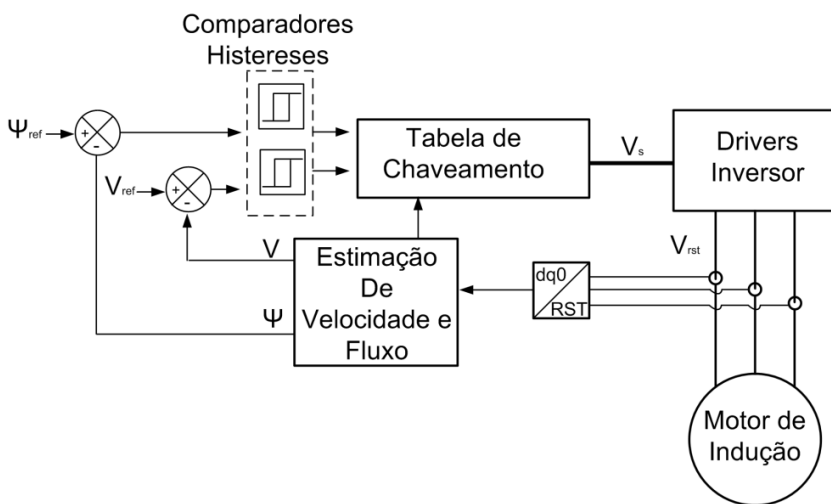 Comparadores
Histereses
Ψref
+
-
Vref
+
-
Tabela de
Chaveamento
Vs
Drivers
Inversor
V
Ψ
Estimação
De
Velocidade e
Fluxo
dq0
RST
Vrst
Motor de
Indução